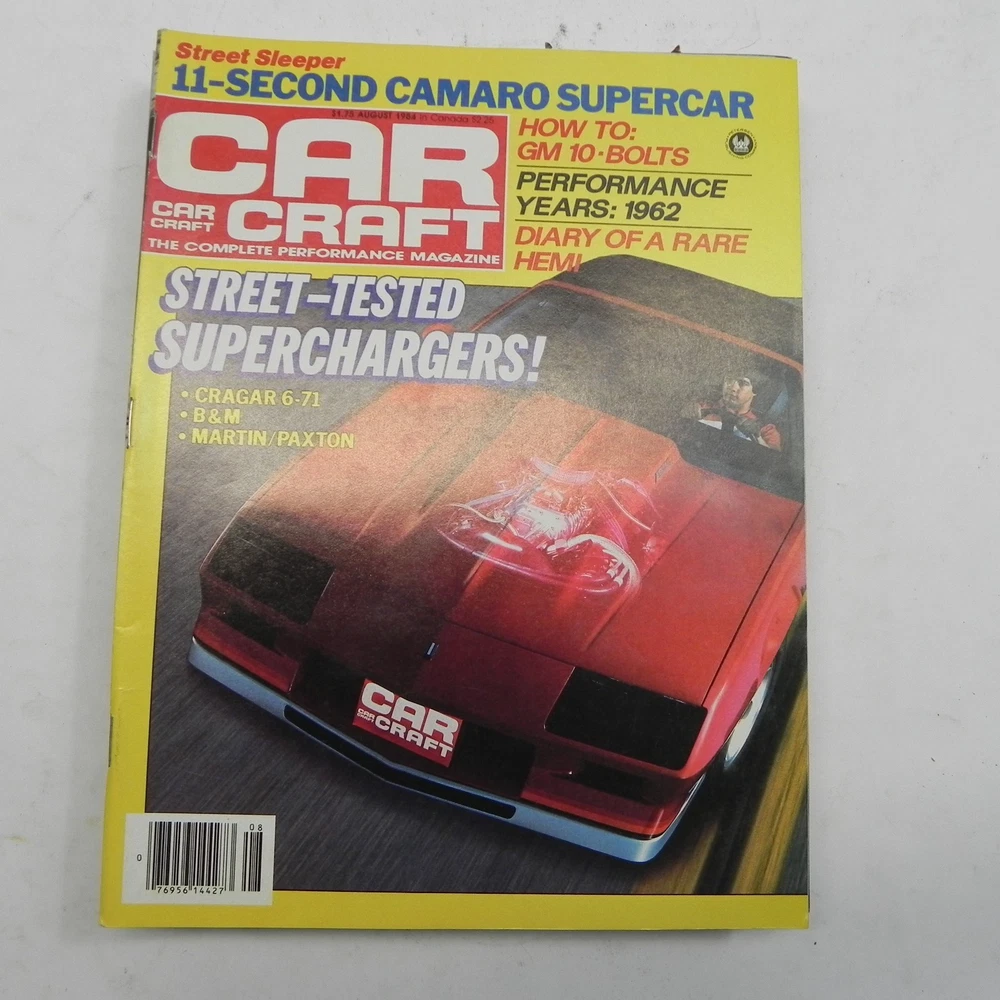 Street Sleeper
11-SECOND CAMARO SUPERCAR
$1.75 AUGUST 1984 In Canada $2.25
CAR
CRAFT
CAR
CRAFT
THE COMPLETE PERFORMANCE MAGAZINE
HOW TO:
GM 10-BOLTS
PERFORMANCE
YEARS: 1962
DIARY OF A RARE
HEMI
STREET-TESTED
SUPERCHARGERS!
• CRAGAR 6-71
• B&M
• MARTIN/PAXTON
CAR
CAR
CRAFT
CRAFT
08
0
76956 14427